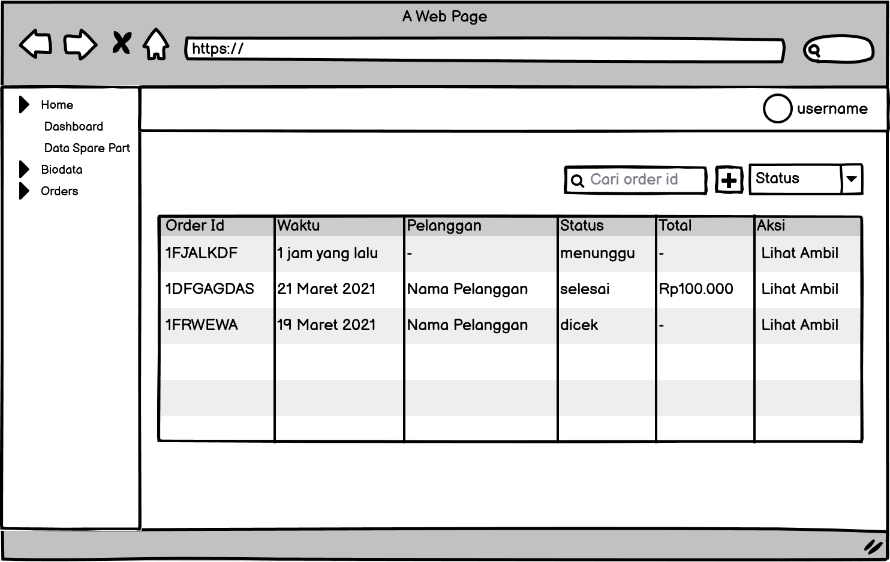 A Web Page
https://
username
Home
Dashboard
Data Spare Part
Biodata
Orders
Cari order id
Status
Order Id Waktu Pelanggan Status Total Aksi
1FJALKDF 1 jam yang lalu - menunggu - Lihat Ambil
1DFGAGDAS 21 Maret 2021 Nama Pelanggan selesai Rp100.000 Lihat Ambil
1FRWEWA 19 Maret 2021 Nama Pelanggan dicek - Lihat Ambil